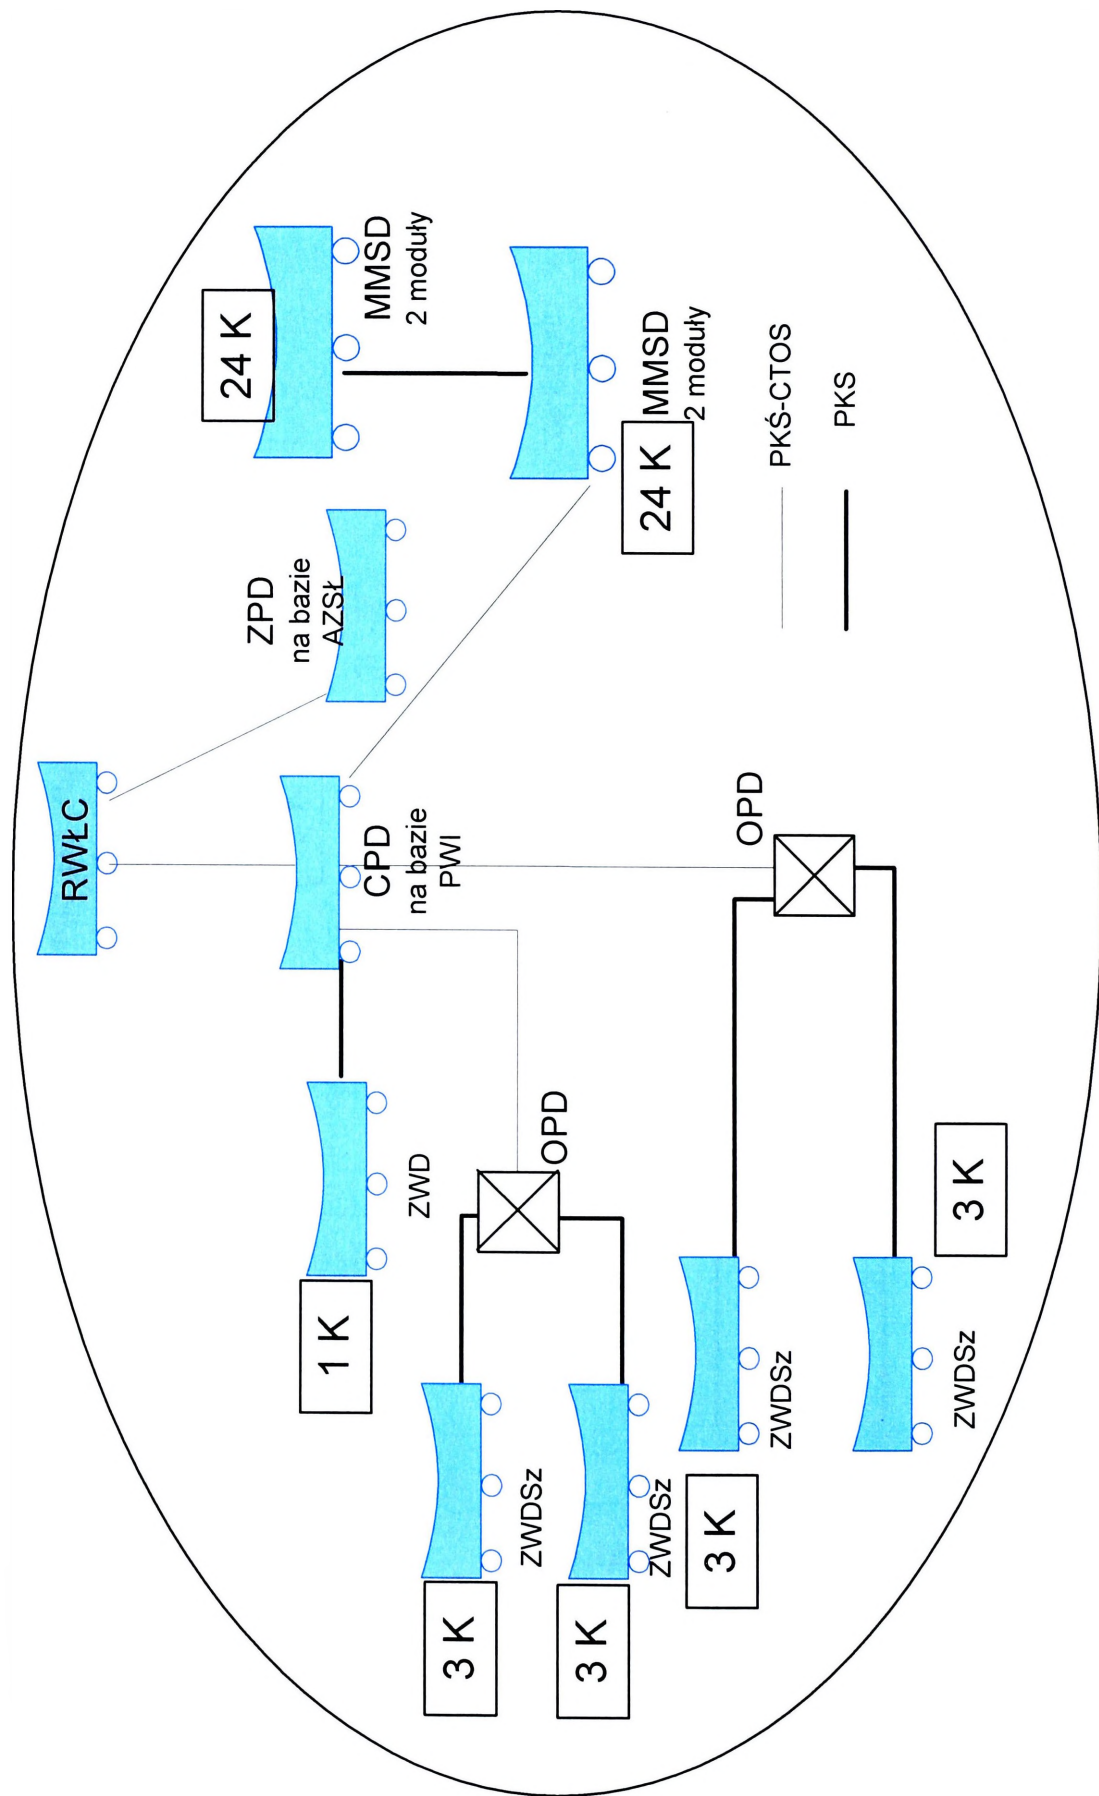 RWŁC
24 K
ZPD
na bazie
AZSŁ
MMSD
2 moduły
1 K
ZWD
CPD
na bazie
PWI
3 K
ZWDSz
OPD
3 K
ZWDSz
24 K
MMSD
2 moduły
3 K
ZWDSz
OPD
PKŚ-CTOS
PKS
ZWDSz
3 K